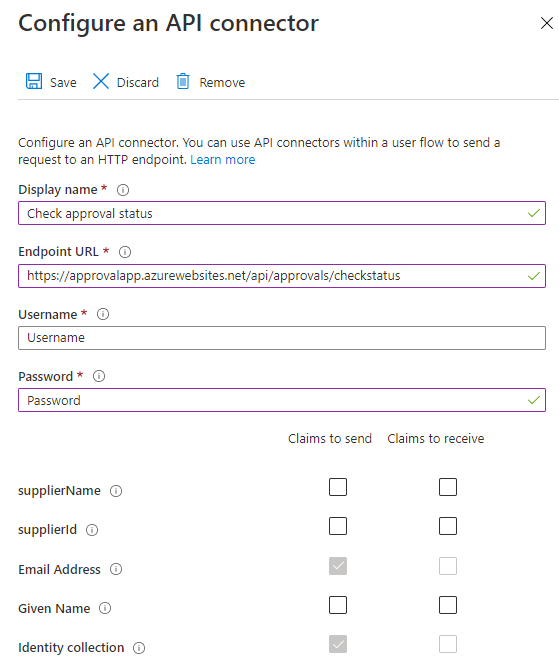 Configure an API connector
Save Discard Remove
Configure an API connector. You can use API connectors within a user flow to send a
request to an HTTP endpoint. Learn more
Display name *
Check approval status
Endpoint URL *
https://approvalapp.azurewebsites.net/api/approvals/checkstatus
Username *
Username
Password *
Password
Claims to send Claims to receive
supplierName
supplierId
Email Address
Given Name
Identity collection